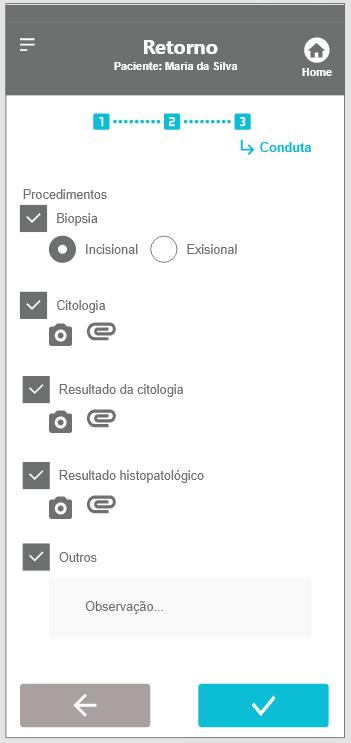 Retorno
Paciente: Maria da Silva
Home
1 2 3
Conduta
Procedimentos
Biopsia
Incisional Exisional
Citologia
Resultado da citologia
Resultado histopatológico
Outros
Observação...